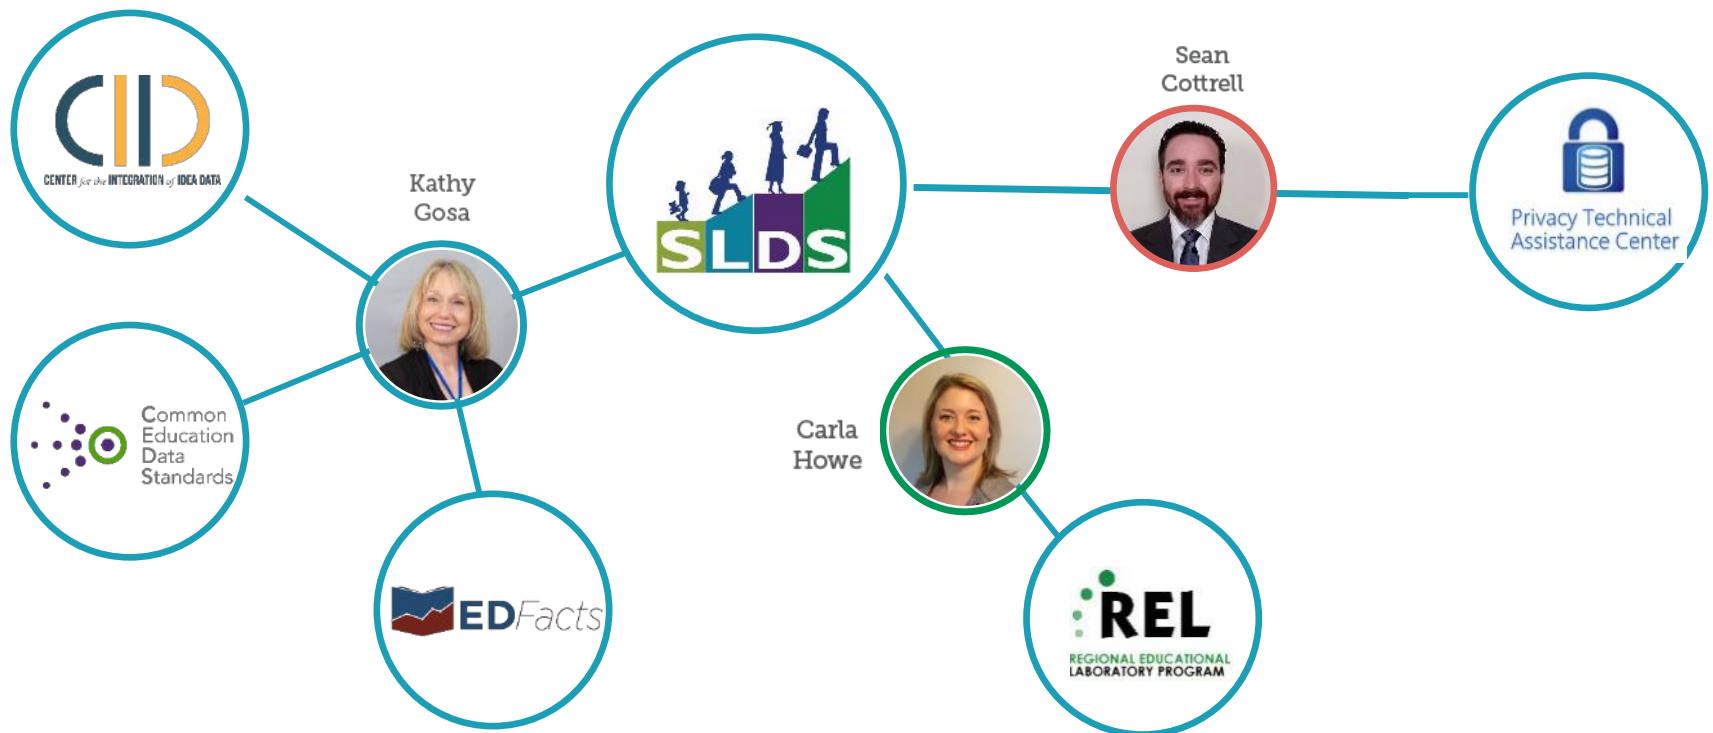 CENTER for the INTEGRATION of IDEA DATA
Kathy
Gosa
SLDS
Sean
Cottrell
Privacy Technical
Assistance Center
Common
Education
Data
Standards
Carla
Howe
EDFacts
REL
REGIONAL EDUCATIONAL
LABORATORY PROGRAM